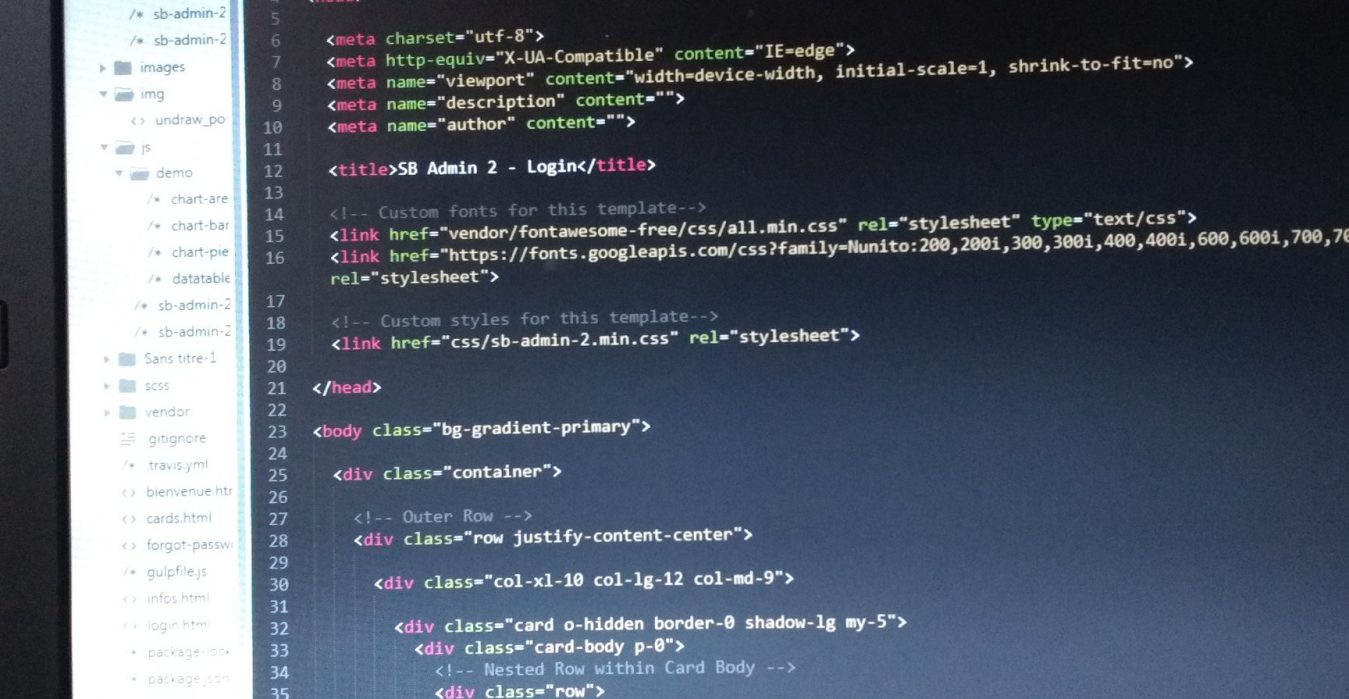 /* sb-admin-2
/* sb-admin-2
images
img
<> undraw_po
js
demo
/* chart-are
/* chart-bar
/* chart-pie
/* datatable
/* sb-admin-2
/* sb-admin-2
Sans titre-1
scss
vendor
.gitignore
/* .travis.yml
<> bienvenue.htr
<> cards.html
<> forgot-passw
/* gulpfile.js
<> infos.html
<> login.html
package-lock
package.json
5
6 <meta charset="utf-8">
7 <meta http-equiv="X-UA-Compatible" content="IE=edge">
8 <meta name="viewport" content="width=device-width, initial-scale=1, shrink-to-fit=no">
9 <meta name="description" content="">
10 <meta name="author" content="">
11
12 <title>SB Admin 2 - Login</title>
13
14 <!-- Custom fonts for this template-->
15 <link href="vendor/fontawesome-free/css/all.min.css" rel="stylesheet" type="text/css">
16 <link href="https://fonts.googleapis.com/css?family=Nunito:200,200i,300,300i,400,400i,600,600i,700,70
rel="stylesheet">
17
18 <!-- Custom styles for this template-->
19 <link href="css/sb-admin-2.min.css" rel="stylesheet">
20
21 </head>
22
23 <body class="bg-gradient-primary">
24
25 <div class="container">
26
27 <!-- Outer Row -->
28 <div class="row justify-content-center">
29
30 <div class="col-xl-10 col-lg-12 col-md-9">
31
32 <div class="card o-hidden border-0 shadow-lg my-5">
33 <div class="card-body p-0">
34 <!-- Nested Row within Card Body -->
35 <div class="row">